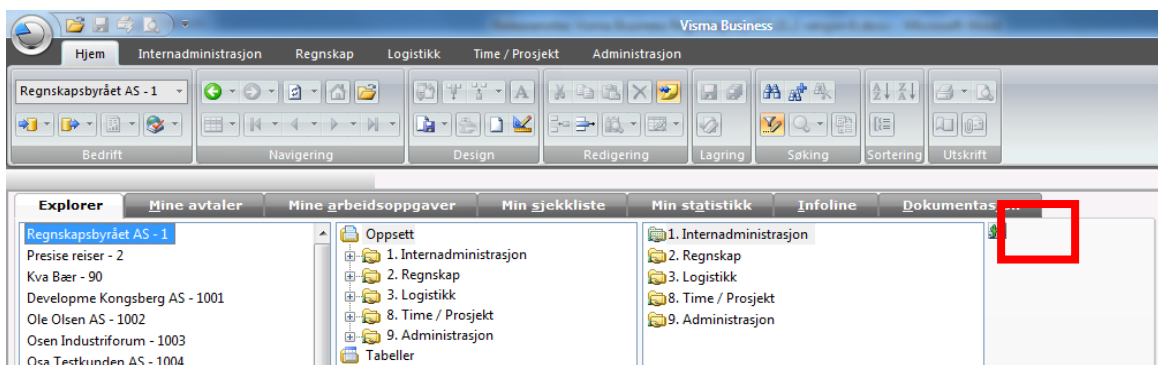 Visma Business
Hjem Internadministrasjon Regnskap Logistikk Time / Prosjekt Administrasjon
Regnskapsbyrået AS - 1
Bedrift Navigering Design Redigering Lagring Søking Sortering Utskrift
Explorer Mine avtaler Mine arbeidsoppgaver Min sjekkliste Min statistikk Infoline
Regnskapsbyrået AS - 1
Presise reiser - 2
Kva Bær - 90
Developme Kongsberg AS - 1001
Ole Olsen AS - 1002
Osen Industriforum - 1003
Osa Testkunden AS - 1004
Oppsett
1. Internadministrasjon
2. Regnskap
3. Logistikk
8. Time / Prosjekt
9. Administrasjon
Tabeller
1. Internadministrasjon
2. Regnskap
3. Logistikk
8. Time / Prosjekt
9. Administrasjon